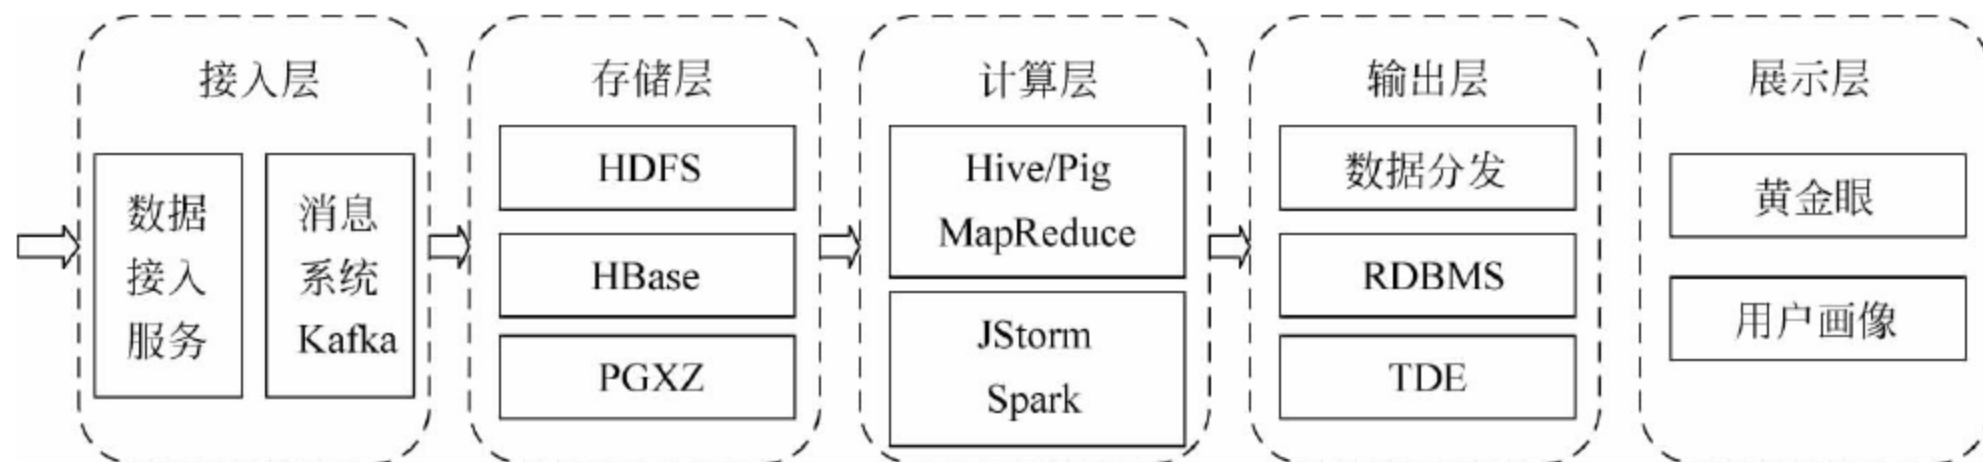 接入层
数据
接入
服务
消息
系统
Kafka
存储层
HDFS
HBase
PGXZ
计算层
Hive/Pig
MapReduce
JStorm
Spark
输出层
数据分发
RDBMS
TDE
展示层
黄金眼
用户画像